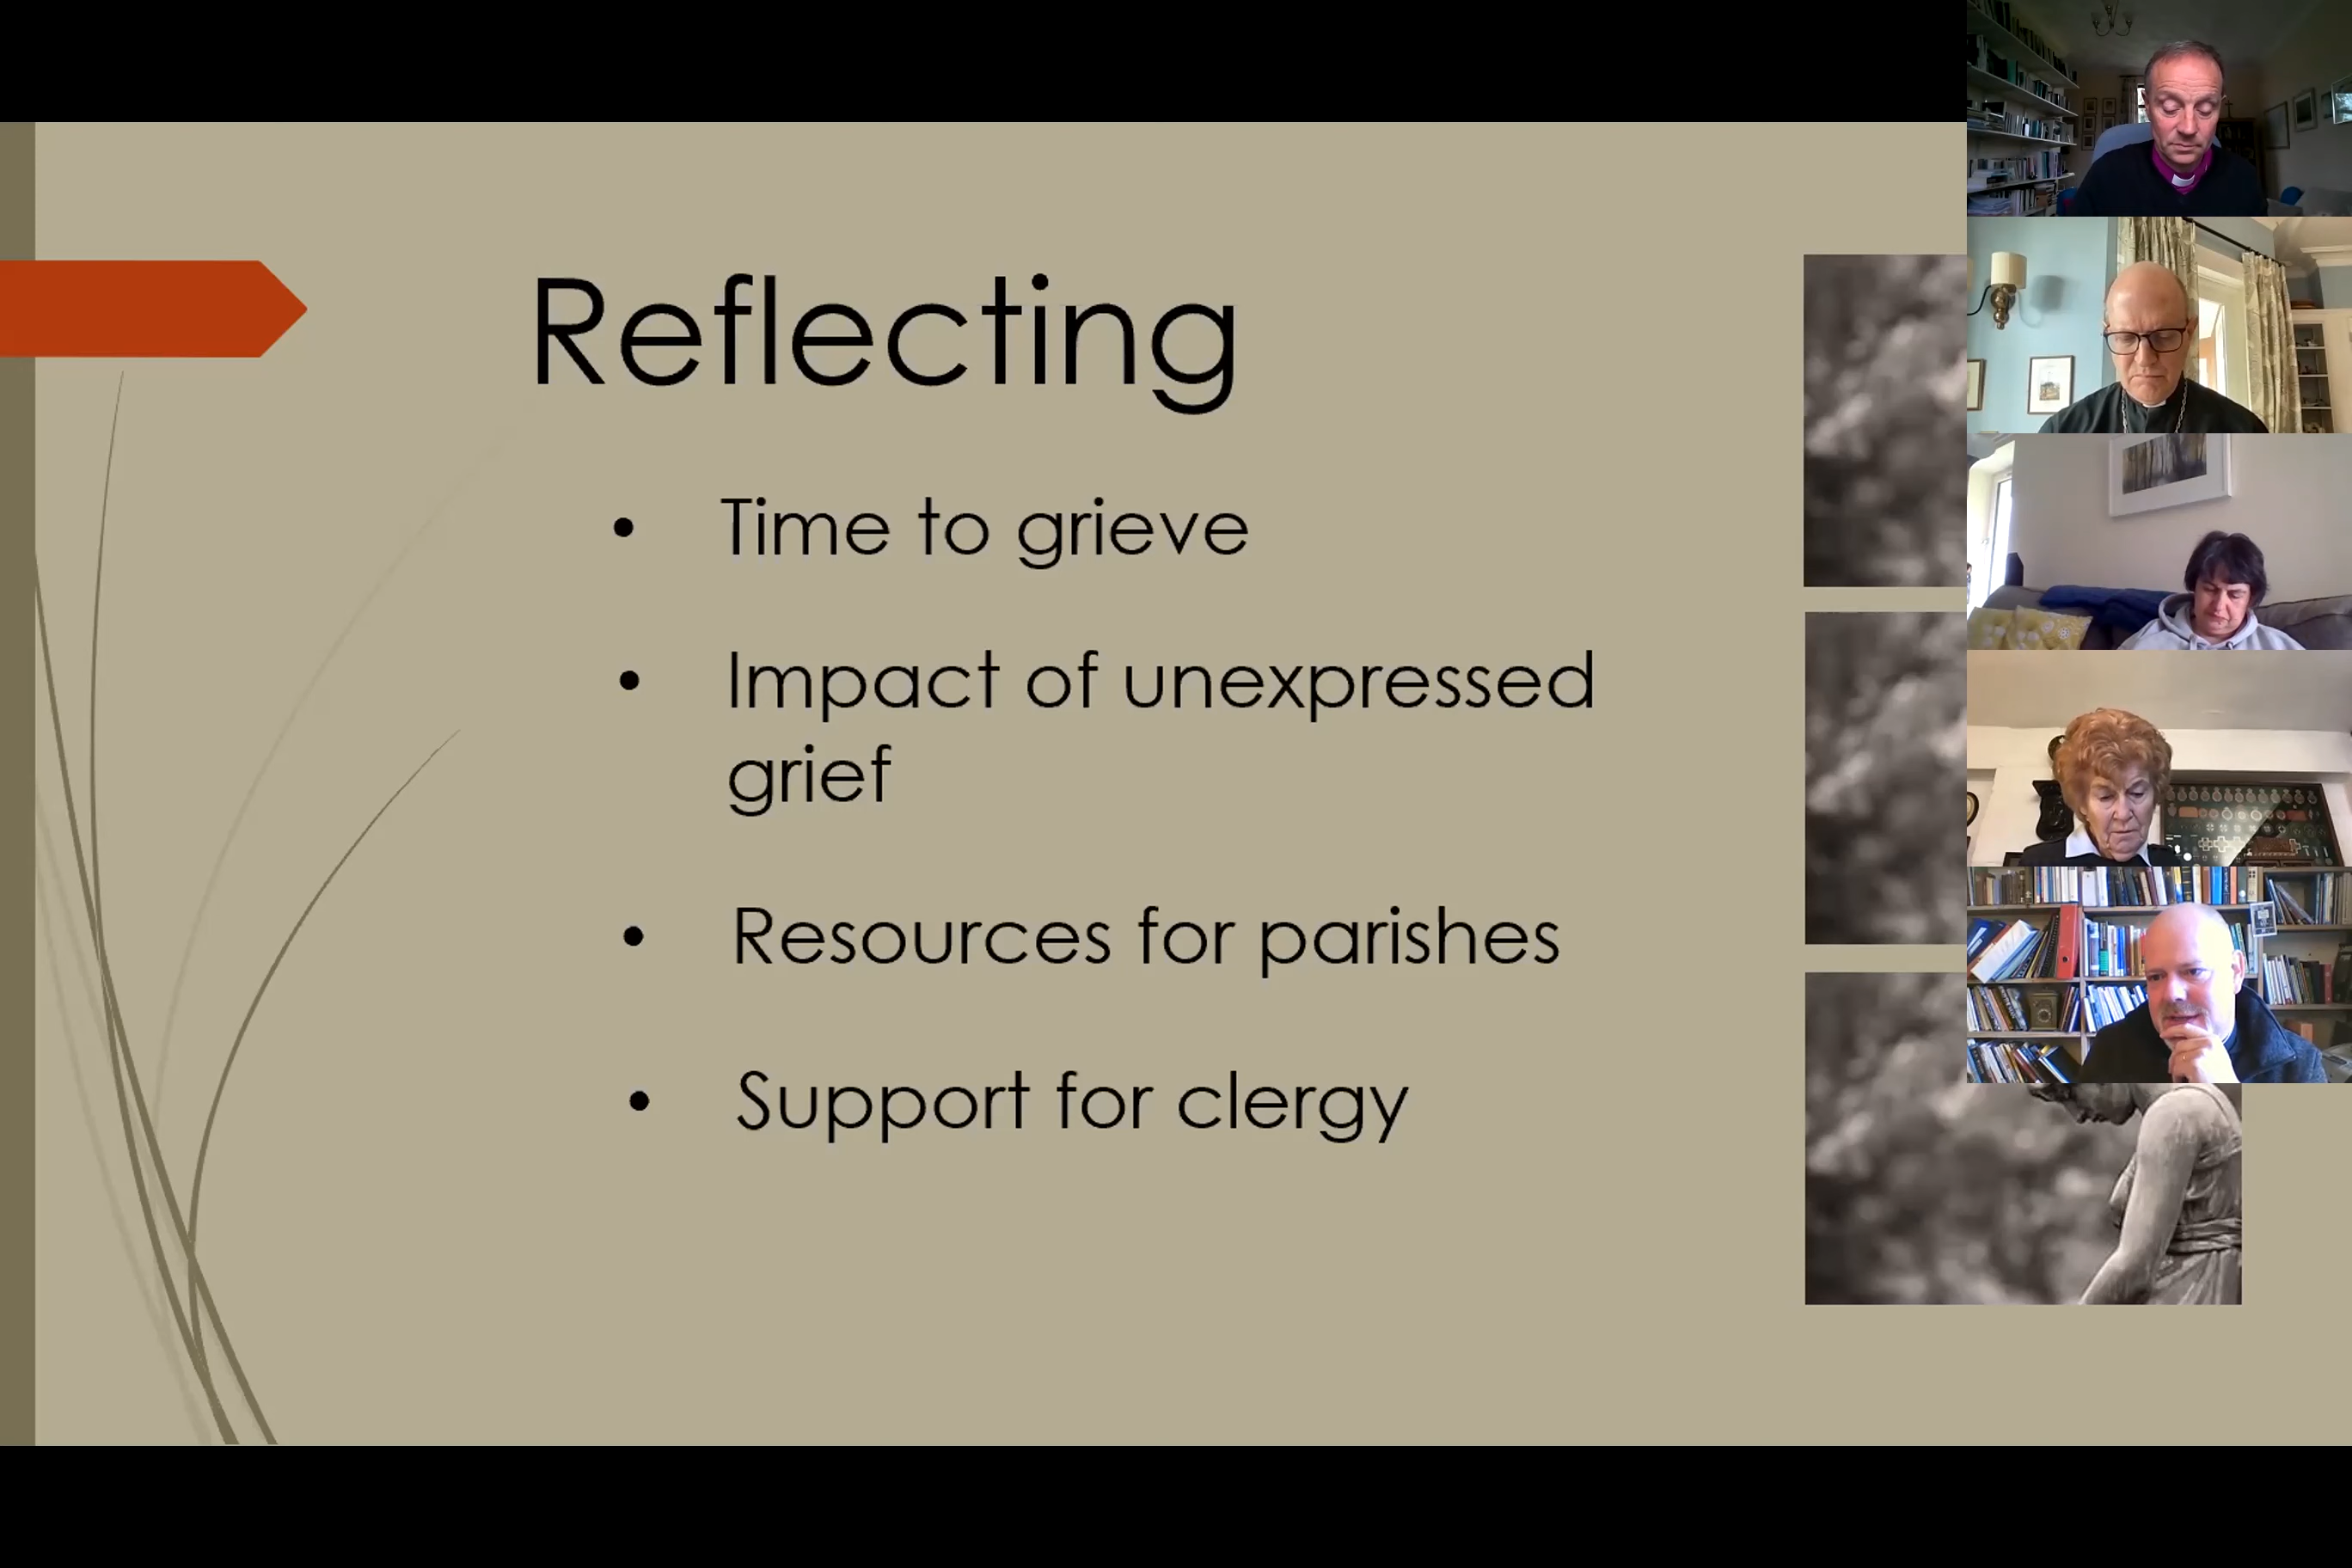 Reflecting
• Time to grieve
• Impact of unexpressed
grief
• Resources for parishes
• Support for clergy